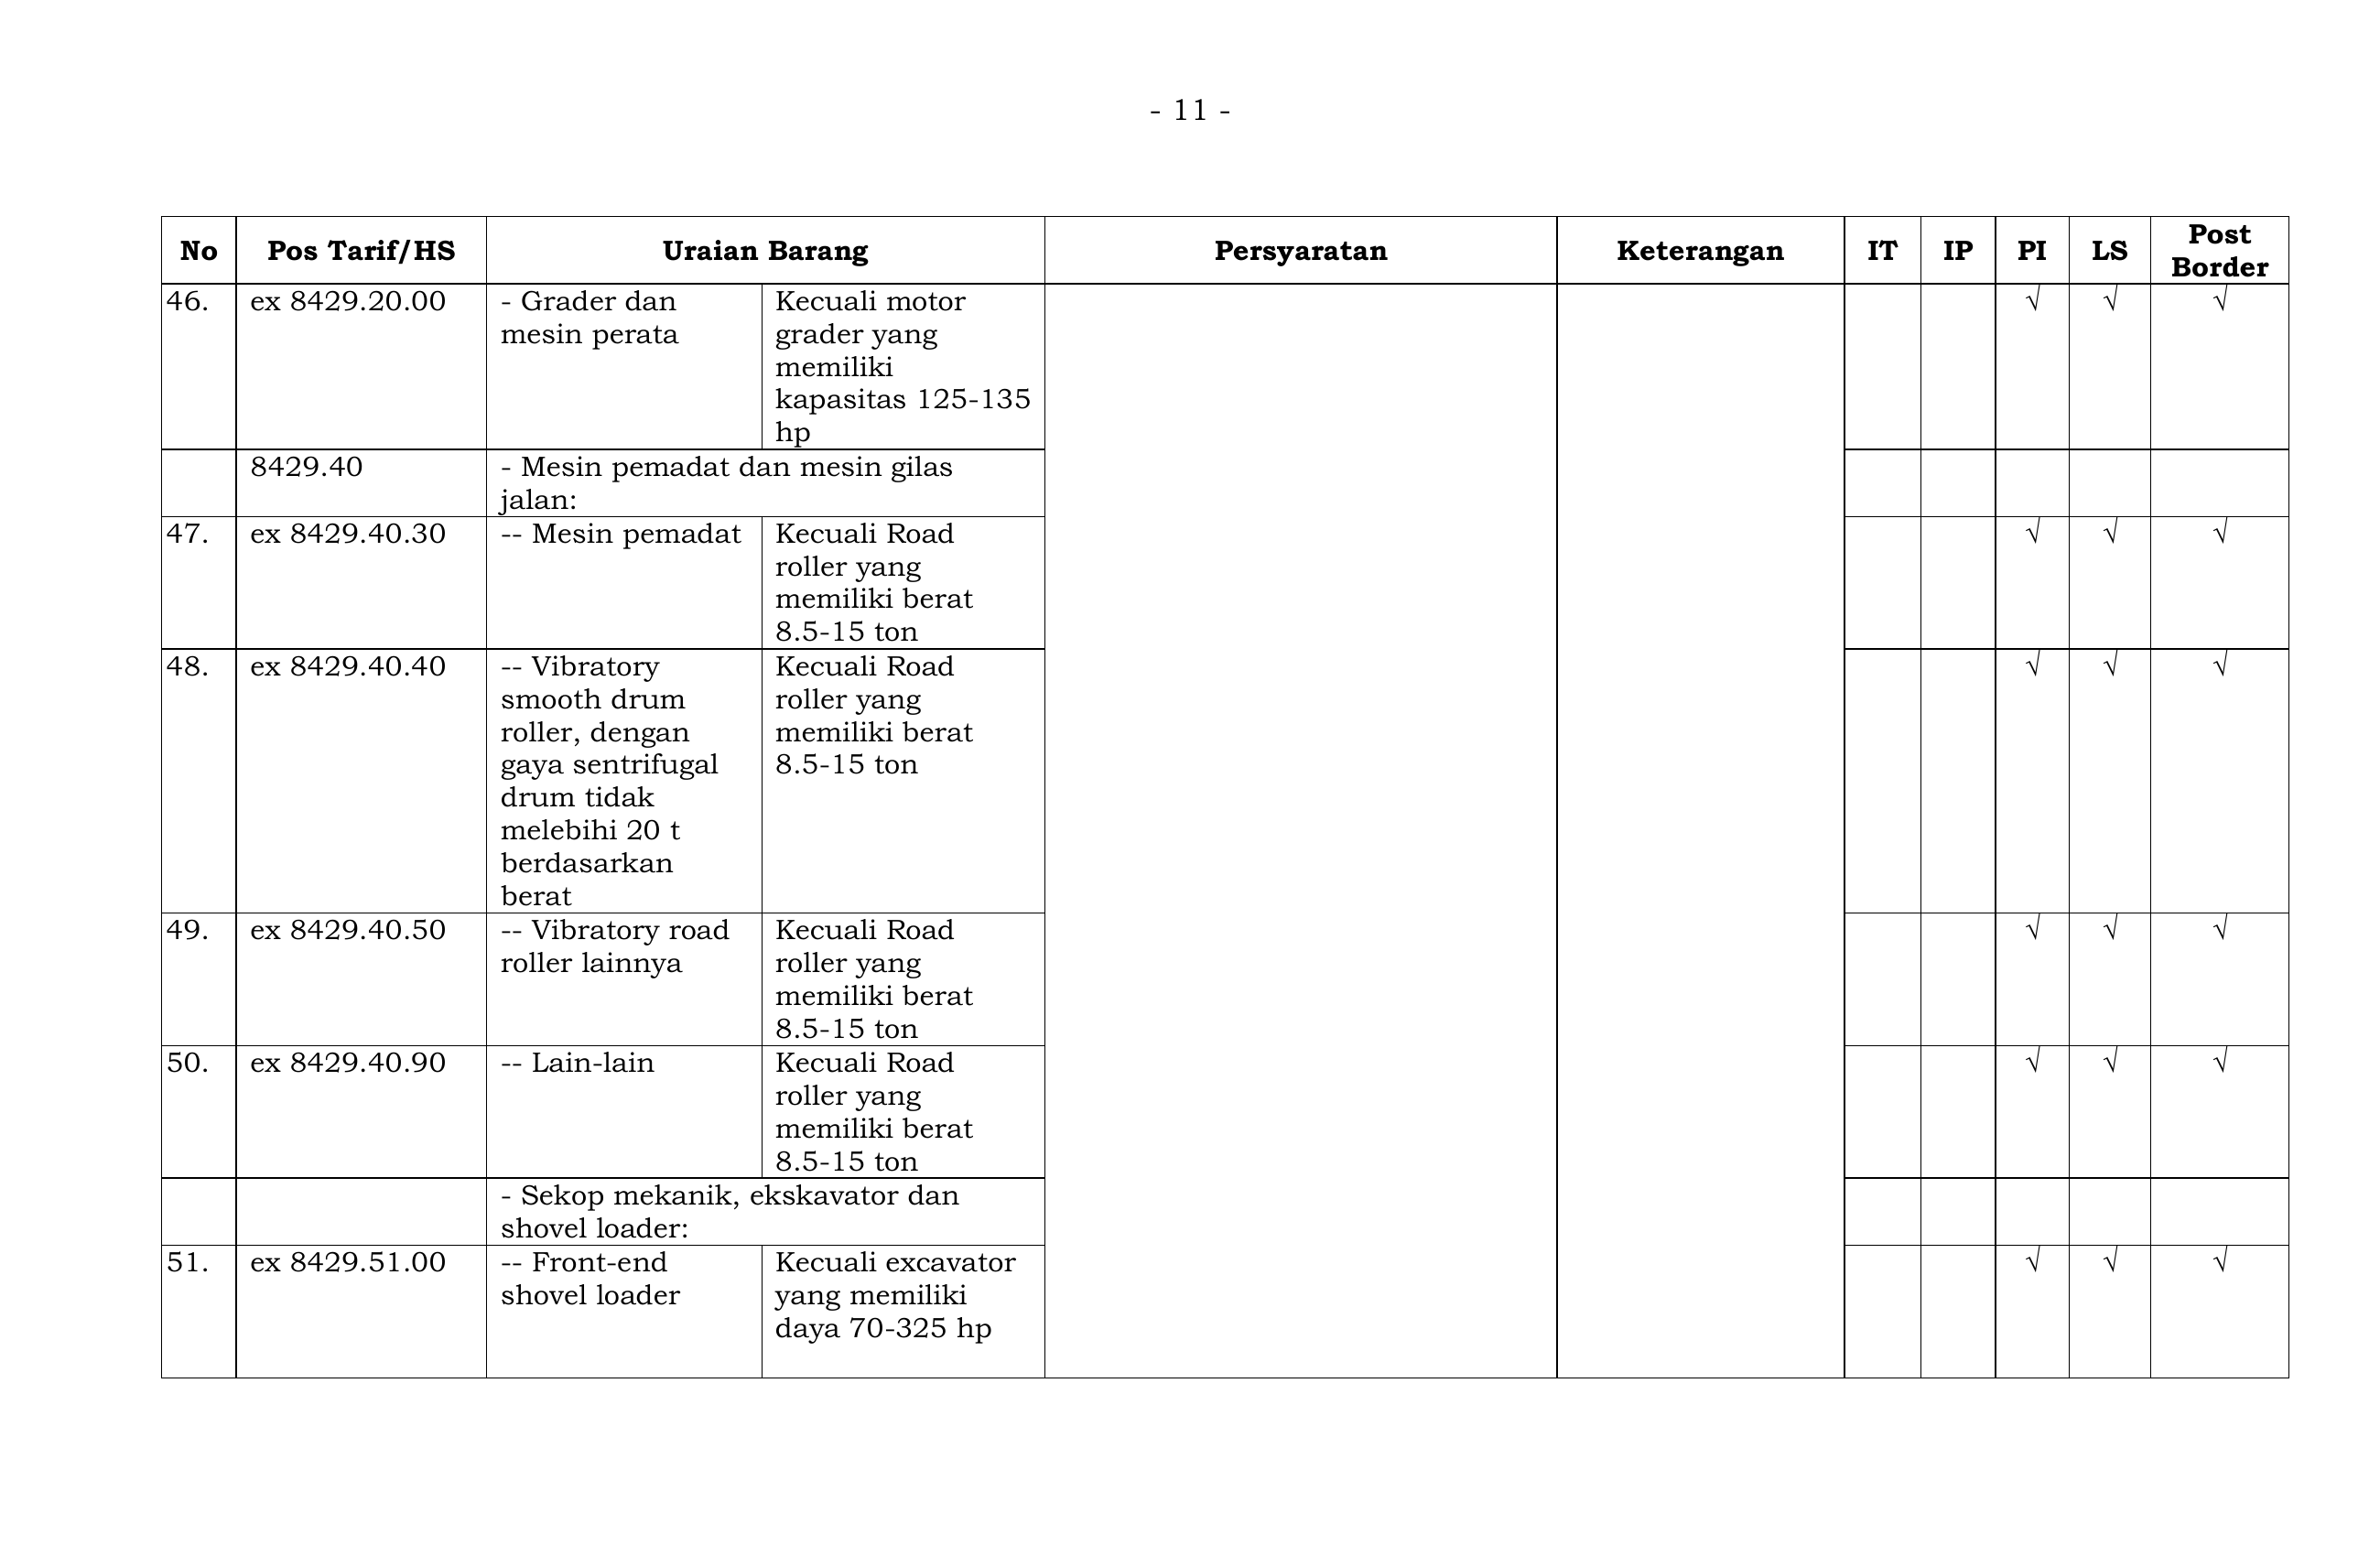 - 11 -
No Pos Tarif/HS Uraian Barang Persyaratan Keterangan IT IP PI LS Post Border
46. ex 8429.20.00 - Grader dan Kecuali motor √ √ √
mesin perata grader yang
memiliki
kapasitas 125-135
hp
8429.40 - Mesin pemadat dan mesin gilas
jalan:
47. ex 8429.40.30 -- Mesin pemadat Kecuali Road √ √ √
roller yang
memiliki berat
8.5-15 ton
48. ex 8429.40.40 -- Vibratory Kecuali Road √ √ √
smooth drum roller yang
roller, dengan memiliki berat
gaya sentrifugal 8.5-15 ton
drum tidak
melebihi 20 t
berdasarkan
berat
49. ex 8429.40.50 -- Vibratory road Kecuali Road √ √ √
roller lainnya roller yang
memiliki berat
8.5-15 ton
50. ex 8429.40.90 -- Lain-lain Kecuali Road √ √ √
roller yang
memiliki berat
8.5-15 ton
- Sekop mekanik, ekskavator dan
shovel loader:
51. ex 8429.51.00 -- Front-end Kecuali excavator √ √ √
shovel loader yang memiliki
daya 70-325 hp